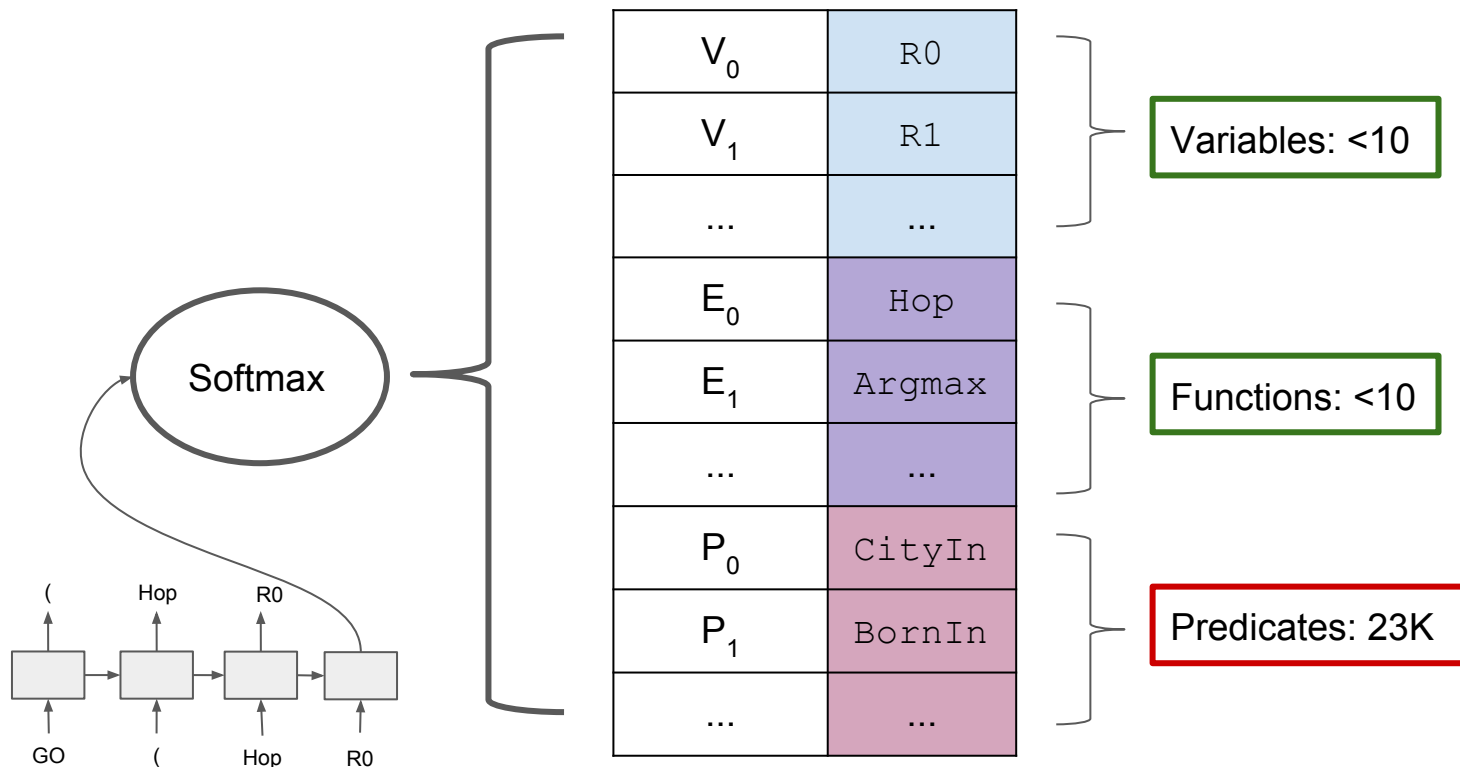 V0 R0
V1 R1
... ...
E0 Hop
E1 Argmax
... ...
P0 CityIn
P1 BornIn
... ...
Variables: <10
Functions: <10
Predicates: 23K
Softmax
( Hop R0
GO ( Hop R0